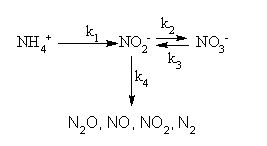 NH₄⁺ k₁ NO₂⁻ k₂ NO₃⁻
k₃
k₄
N₂O, NO, NO₂, N₂